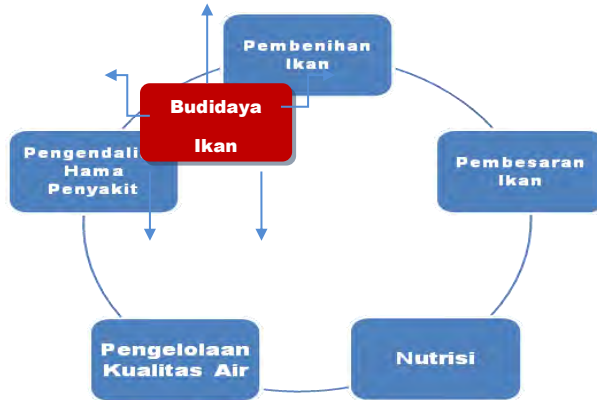 Pembenihan
Ikan
Budidaya
Ikan
Pengendali
Hama
Penyakit
Pembesaran
Ikan
Pengelolaan
Kualitas Air
Nutrisi